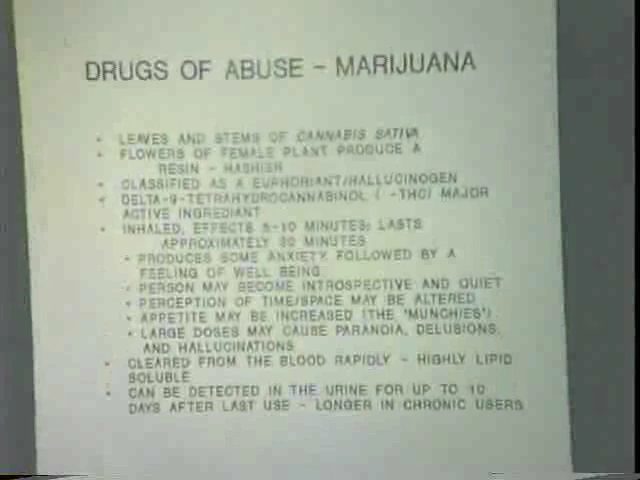 DRUGS OF ABUSE - MARIJUANA
• LEAVES AND STEMS OF CANNABIS SATIVA
• FLOWERS OF FEMALE PLANT PRODUCE A
RESIN - HASHISH
• CLASSIFIED AS A EUPHORIANT/HALLUCINOGEN
• DELTA-9-TETRAHYDROCANNABINOL ( -THC) MAJOR
ACTIVE INGREDIANT
• INHALED, EFFECTS 5-10 MINUTES; LASTS
APPROXIMATELY 30 MINUTES
• PRODUCES SOME ANXIETY FOLLOWED BY A
FEELING OF WELL BEING
• PERSON MAY BECOME INTROSPECTIVE AND QUIET
• PERCEPTION OF TIME/SPACE MAY BE ALTERED
• APPETITE MAY BE INCREASED (THE 'MUNCHIES')
• LARGE DOSES MAY CAUSE PARANOIA, DELUSIONS,
AND HALLUCINATIONS
• CLEARED FROM THE BLOOD RAPIDLY - HIGHLY LIPID
SOLUBLE
• CAN BE DETECTED IN THE URINE FOR UP TO 10
DAYS AFTER LAST USE - LONGER IN CHRONIC USERS